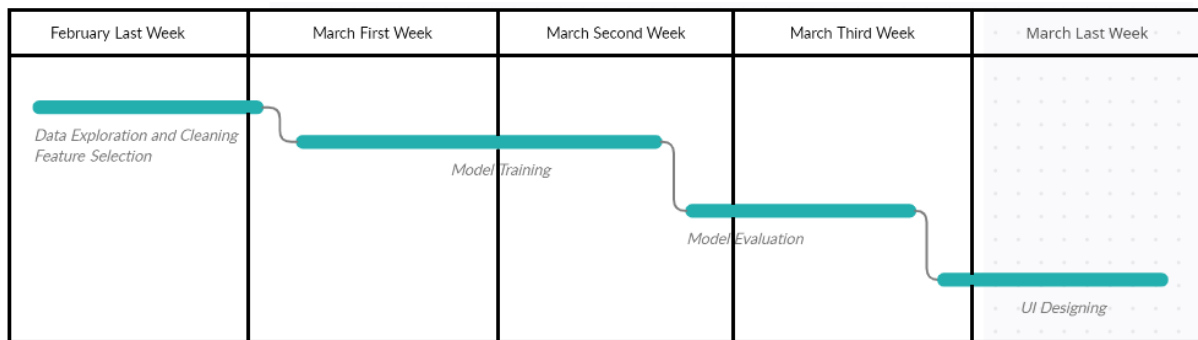 February Last Week
March First Week
March Second Week
March Third Week
March Last Week
Data Exploration and Cleaning
Feature Selection
Model Training
Model Evaluation
UI Designing